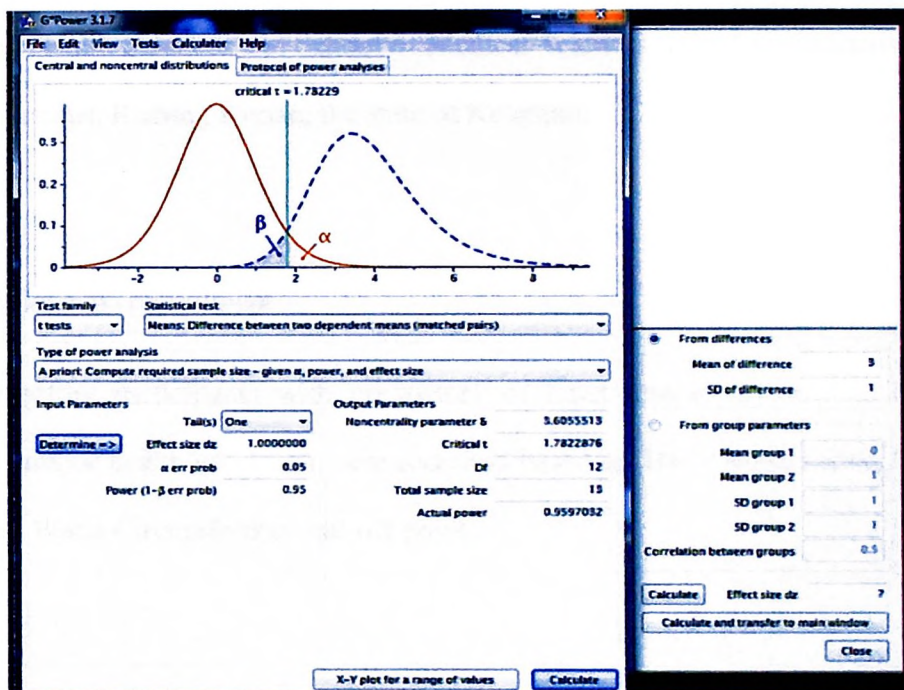 G*Power 3.1.7
File Edit View Tests Calculator Help
Central and noncentral distributions Protocol of power analyses
critical t = 1.78229
0.3
0.2
0.1
0
β
α
-2 0 2 4 6 8
Test family Statistical test
t tests Means: Difference between two dependent means (matched pairs)
Type of power analysis
A priori: Compute required sample size - given α, power, and effect size
Input Parameters Output Parameters
Tail(s) One Noncentrality parameter δ 3.6055513
Determine => Effect size dz 1.0000000 Critical t 1.7822876
α err prob 0.05 Df 12
Power (1-β err prob) 0.95 Total sample size 13
Actual power 0.9597032
X-Y plot for a range of values Calculate
From differences
Mean of difference
SD of difference 1
From group parameters
Mean group 1 0
Mean group 2 1
SD group 1 1
SD group 2 1
Correlation between groups 0.5
Calculate Effect size dz ?
Calculate and transfer to main window
Close